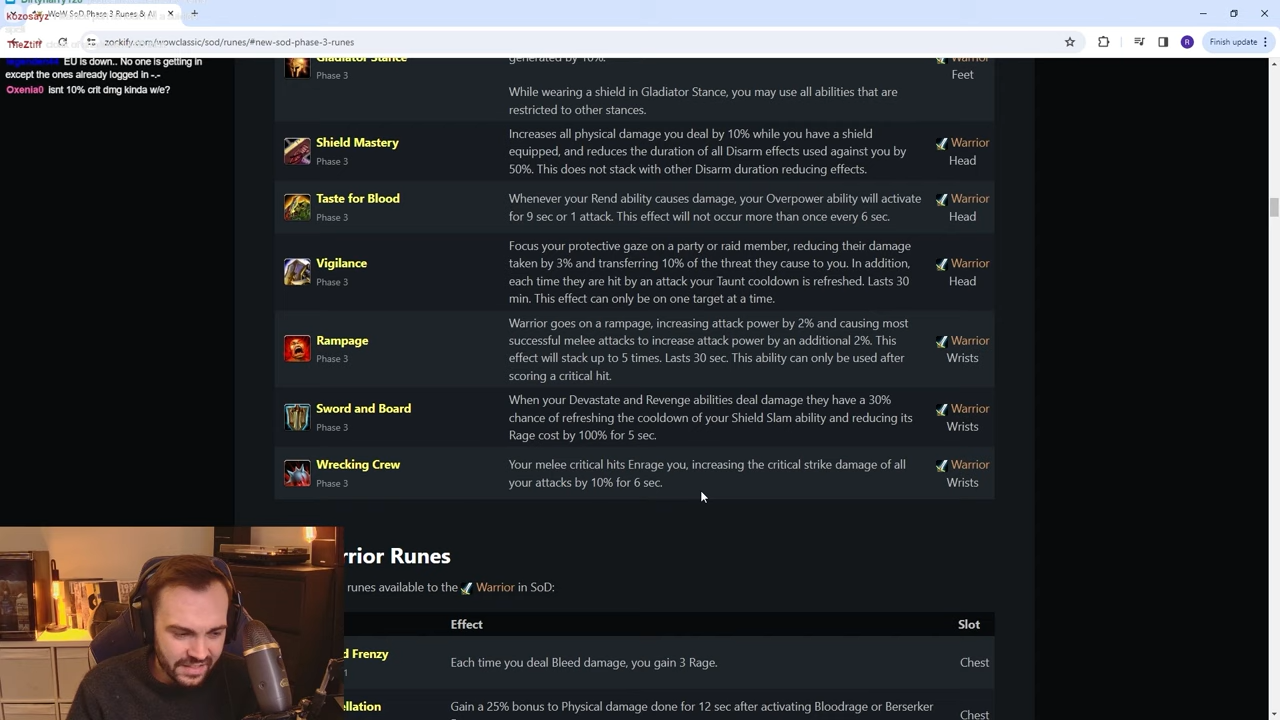 Dirtyharry128
WoW SoD Phase 3 Runes & Al
kozosayz
TheZtiff
zockify.com/wowclassic/sod/runes/#new-sod-phase-3-runes
R
Finish update
EU is down.. No one is getting in
except the ones already logged in -.-
Oxenia0 isnt 10% crit dmg kinda w/e?
Gladiator Stance
Phase 3
generated by 10%.
While wearing a shield in Gladiator Stance, you may use all abilities that are
restricted to other stances.
Warrior
Feet
Shield Mastery
Phase 3
Increases all physical damage you deal by 10% while you have a shield
equipped, and reduces the duration of all Disarm effects used against you by
50%. This does not stack with other Disarm duration reducing effects.
Warrior
Head
Taste for Blood
Phase 3
Whenever your Rend ability causes damage, your Overpower ability will activate
for 9 sec or 1 attack. This effect will not occur more than once every 6 sec.
Warrior
Head
Vigilance
Phase 3
Focus your protective gaze on a party or raid member, reducing their damage
taken by 3% and transferring 10% of the threat they cause to you. In addition,
each time they are hit by an attack your Taunt cooldown is refreshed. Lasts 30
min. This effect can only be on one target at a time.
Warrior
Head
Rampage
Phase 3
Warrior goes on a rampage, increasing attack power by 2% and causing most
successful melee attacks to increase attack power by an additional 2%. This
effect will stack up to 5 times. Lasts 30 sec. This ability can only be used after
scoring a critical hit.
Warrior
Wrists
Sword and Board
Phase 3
When your Devastate and Revenge abilities deal damage they have a 30%
chance of refreshing the cooldown of your Shield Slam ability and reducing its
Rage cost by 100% for 5 sec.
Warrior
Wrists
Wrecking Crew
Phase 3
Your melee critical hits Enrage you, increasing the critical strike damage of all
your attacks by 10% for 6 sec.
Warrior
Wrists
rrior Runes
runes available to the Warrior in SoD:
Effect
Slot
d Frenzy
Each time you deal Bleed damage, you gain 3 Rage.
Chest
ellation
Gain a 25% bonus to Physical damage done for 12 sec after activating Bloodrage or Berserker
Chest